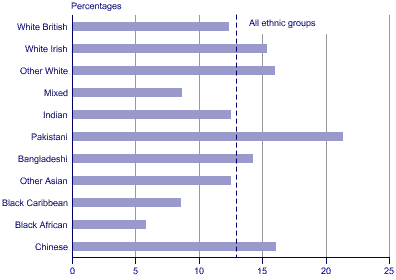 Percentages
All ethnic groups
White British
White Irish
Other White
Mixed
Indian
Pakistani
Bangladeshi
Other Asian
Black Caribbean
Black African
Chinese
0 5 10 15 20 25